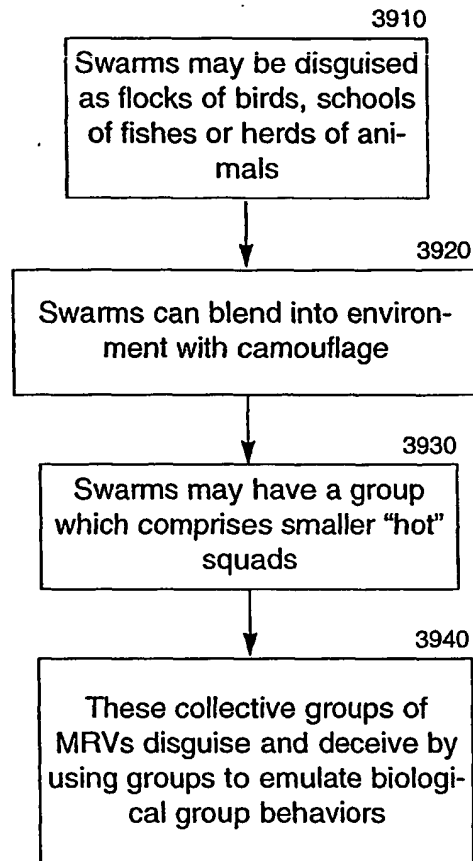 3910
Swarms may be disguised
as flocks of birds, schools
of fishes or herds of ani-
mals
3920
Swarms can blend into environ-
ment with camouflage
3930
Swarms may have a group
which comprises smaller “hot”
squads
3940
These collective groups of
MRVs disguise and deceive by
using groups to emulate biologi-
cal group behaviors